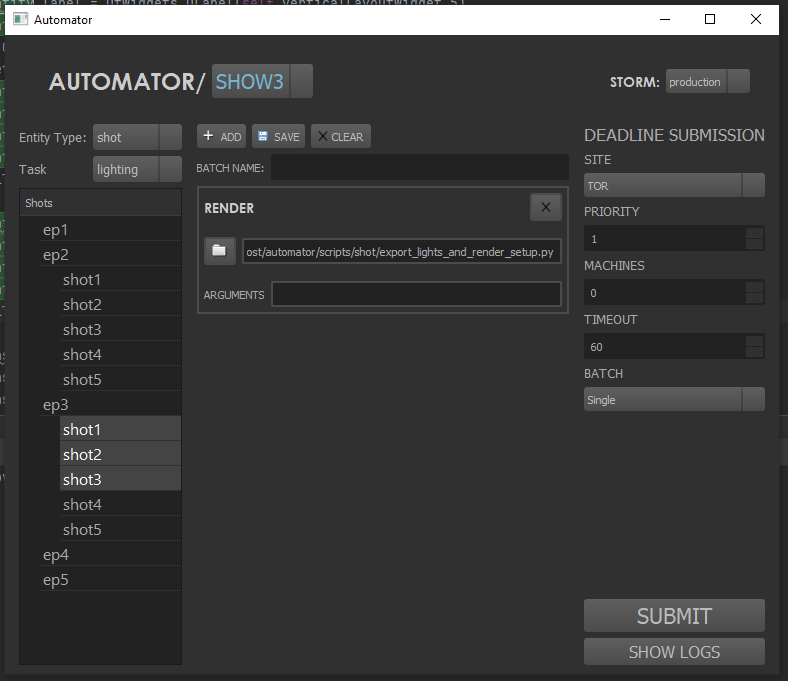 Automator
AUTOMATOR/ SHOW3
STORM: production
Entity Type: shot
Task lighting
Shots
ep1
ep2
shot1
shot2
shot3
shot4
shot5
ep3
shot1
shot2
shot3
shot4
shot5
ep4
ep5
+ ADD SAVE × CLEAR
BATCH NAME:
RENDER ×
ost/automator/scripts/shot/export_lights_and_render_setup.py
ARGUMENTS
DEADLINE SUBMISSION
SITE
TOR
PRIORITY
1
MACHINES
0
TIMEOUT
60
BATCH
Single
SUBMIT
SHOW LOGS